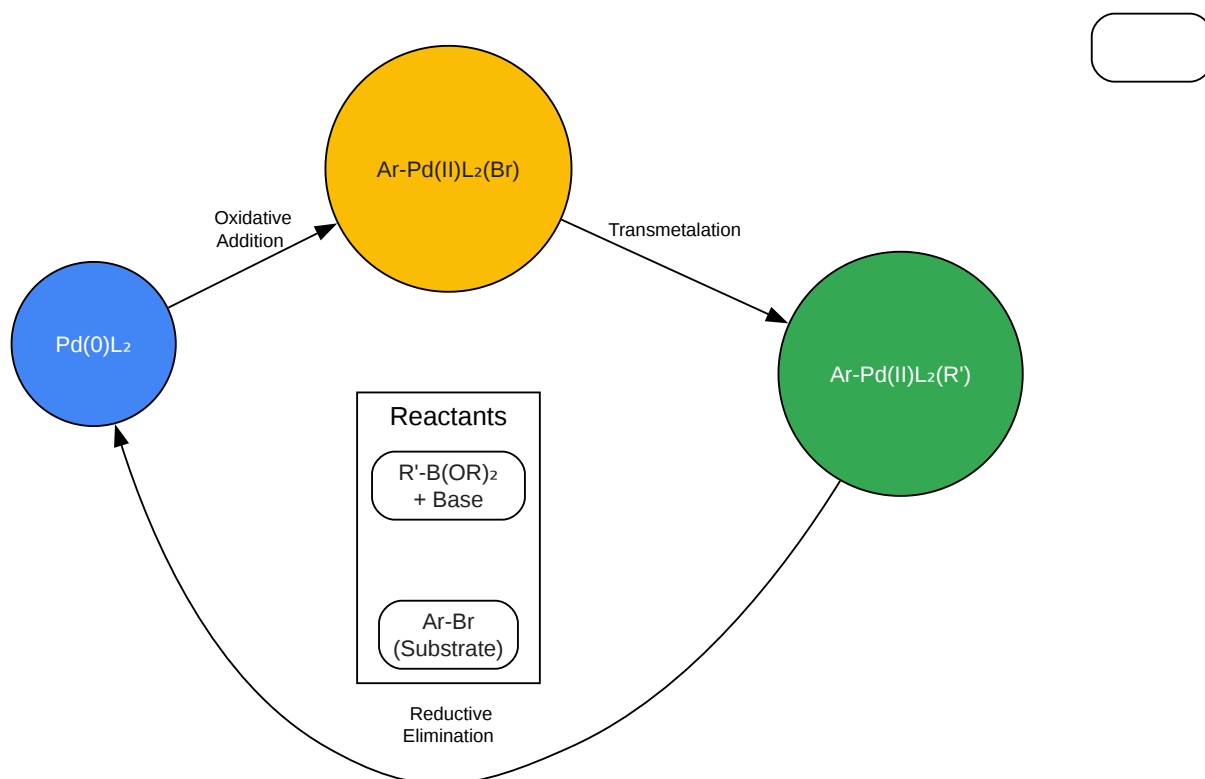 Ar-Pd(II)L₂(Br)
Oxidative
Addition
Transmetalation
Pd(0)L₂
Ar-Pd(II)L₂(R')
Reactants
R'-B(OR)₂
+ Base
Ar-Br
(Substrate)
Reductive
Elimination